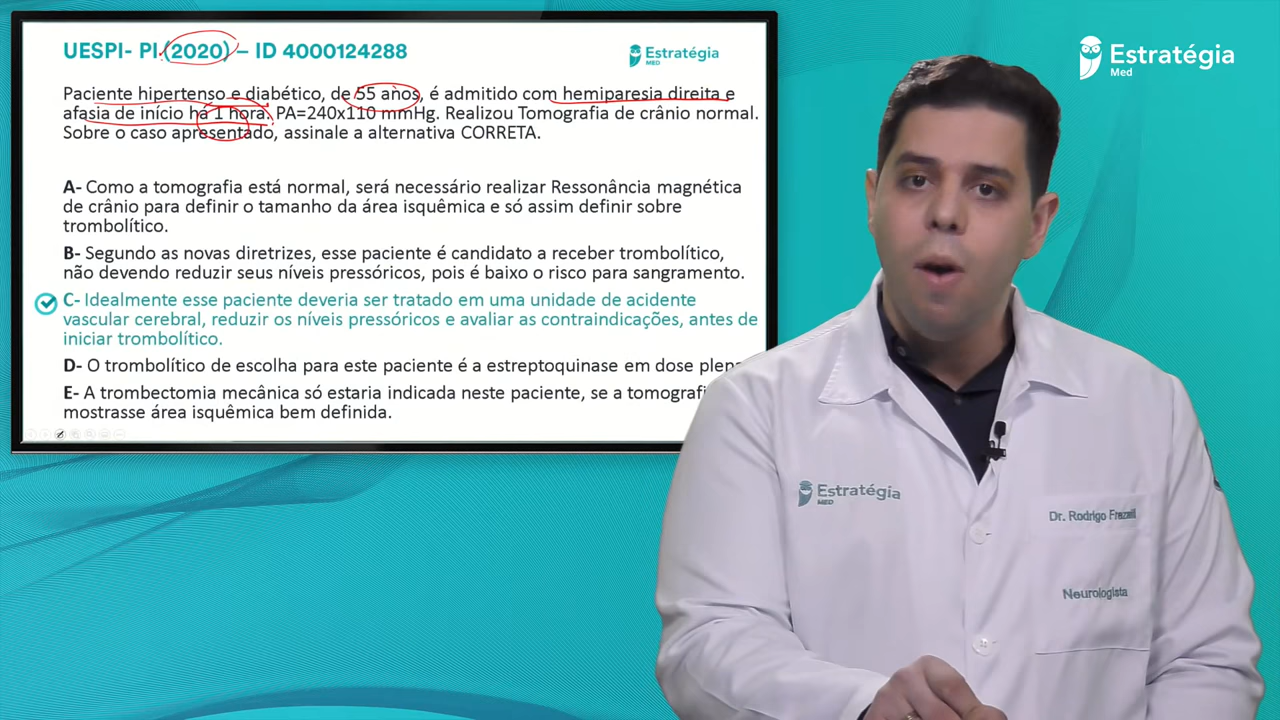 UESPI- PI (2020) – ID 4000124288
Estratégia
MED
Paciente hipertenso e diabético, de 55 anos, é admitido com hemiparesia direita e
afasia de início há 1 hora. PA=240x110 mmHg. Realizou Tomografia de crânio normal.
Sobre o caso apresentado, assinale a alternativa CORRETA.
A- Como a tomografia está normal, será necessário realizar Ressonância magnética
de crânio para definir o tamanho da área isquêmica e só assim definir sobre
trombolítico.
B- Segundo as novas diretrizes, esse paciente é candidato a receber trombolítico,
não devendo reduzir seus níveis pressóricos, pois é baixo o risco para sangramento.
C- Idealmente esse paciente deveria ser tratado em uma unidade de acidente
vascular cerebral, reduzir os níveis pressóricos e avaliar as contraindicações, antes de
iniciar trombolítico.
D- O trombolítico de escolha para este paciente é a estreptoquinase em dose
E- A trombectomia mecânica só estaria indicada neste paciente, se a
mostrasse área isquêmica bem definida.
Estratégia
Med
Estratégia
MED
Dr. Rodrigo
Neurologista